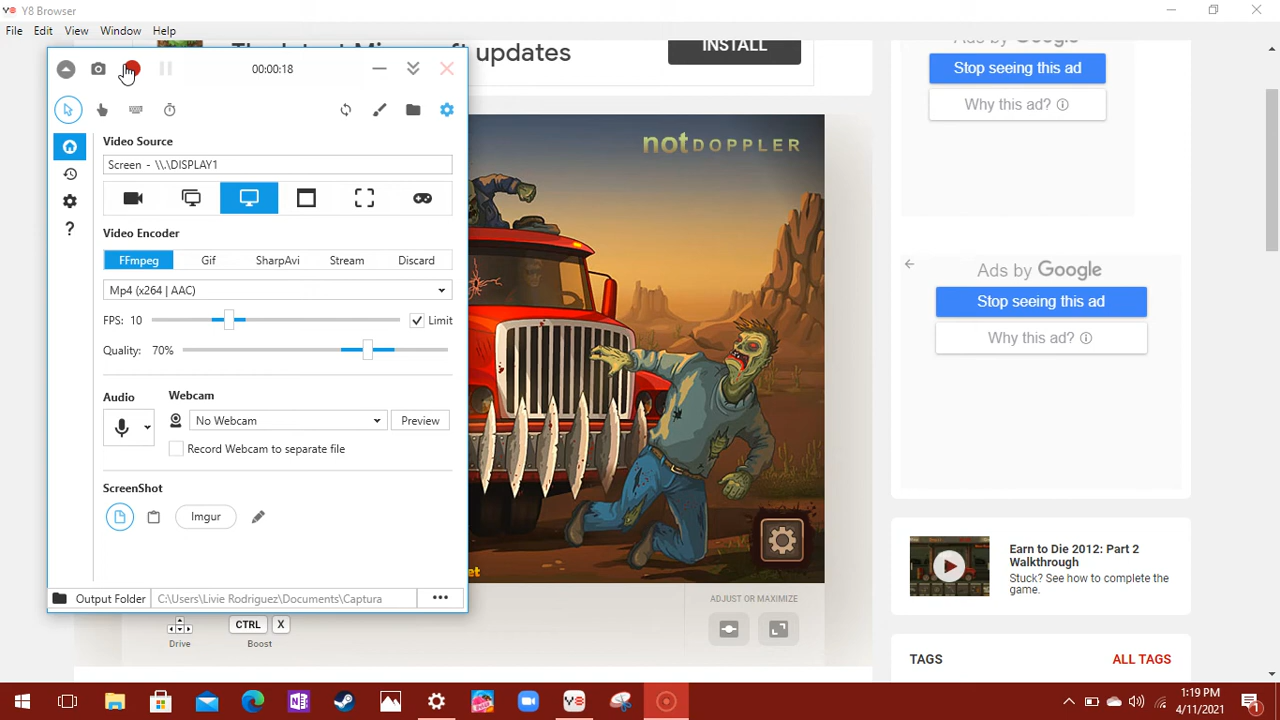 Y8 Browser
File Edit View Window Help
The latest Minecraft updates
INSTALL
Ads by Google
Stop seeing this ad
Why this ad?
00:00:18
Video Source
Screen - \\.\DISPLAY1
Video Encoder
FFmpeg Gif SharpAvi Stream Discard
Mp4 (x264 | AAC)
FPS: 10 Limit
Quality: 70%
Audio Webcam
No Webcam Preview
Record Webcam to separate file
ScreenShot
Imgur
Output Folder C:\Users\Livie Rodriguez\Documents\Captura
notDOPPLER
Ads by Google
Stop seeing this ad
Why this ad?
Earn to Die 2012: Part 2
Walkthrough
Stuck? See how to complete the
game.
ADJUST OR MAXIMIZE
CTRL X
Drive Boost
TAGS ALL TAGS
1:19 PM
4/11/2021